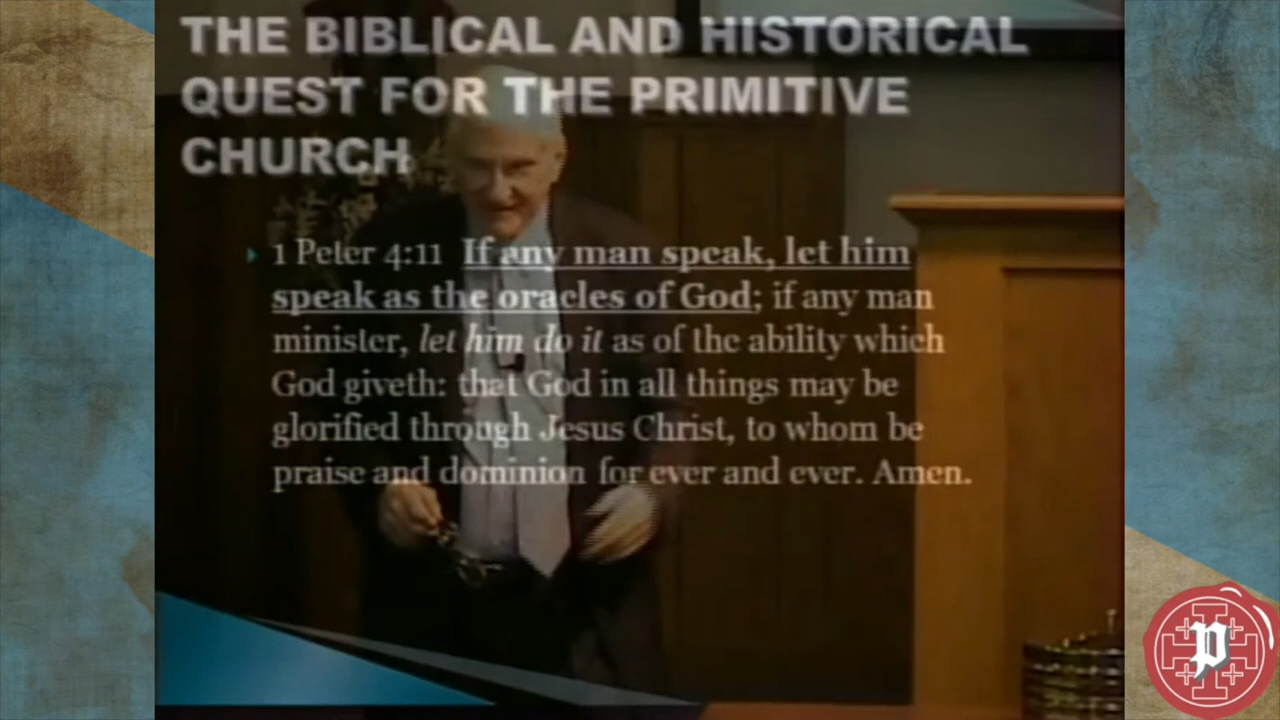 THE BIBLICAL AND HISTORICAL
QUEST FOR THE PRIMITIVE
CHURCH
1 Peter 4:11 If any man speak, let him
speak as the oracles of God; if any man
minister, let him do it as of the ability which
God giveth: that God in all things may be
glorified through Jesus Christ, to whom be
praise and dominion for ever and ever. Amen.
P